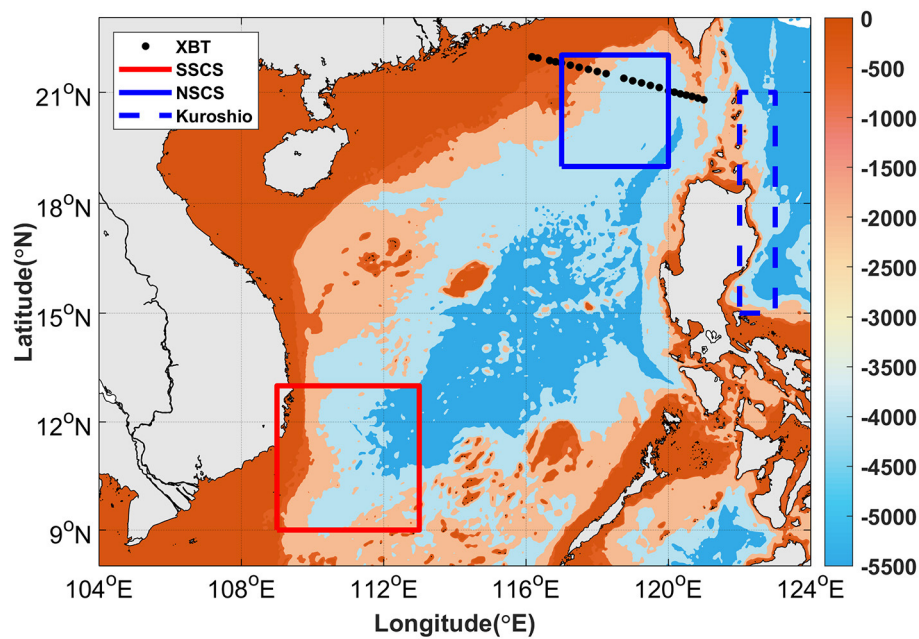 XBT
SSCS
NSCS
Kuroshio
21°N
18°N
15°N
12°N
9°N
Latitude(°N)
104°E
108°E
112°E
116°E
120°E
124°E
Longitude(°E)
0
-500
-1000
-1500
-2000
-2500
-3000
-3500
-4000
-4500
-5000
-5500